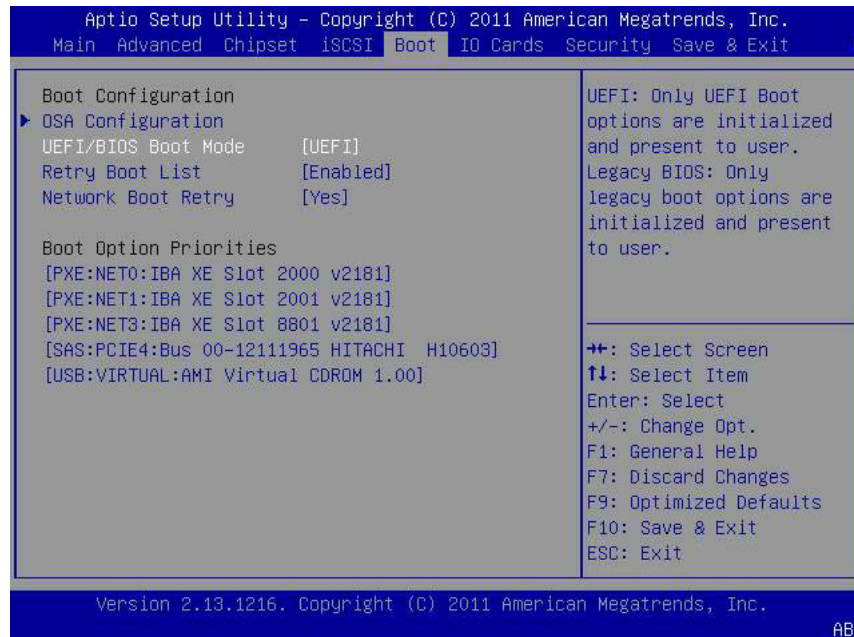 Aptio Setup Utility – Copyright (C) 2011 American Megatrends, Inc.
Main Advanced Chipset iSCSI Boot IO Cards Security Save & Exit
Boot Configuration
OSA Configuration
UEFI/BIOS Boot Mode [UEFI]
Retry Boot List [Enabled]
Network Boot Retry [Yes]
Boot Option Priorities
[PXE:NET0:IBA XE Slot 2000 v2181]
[PXE:NET1:IBA XE Slot 2001 v2181]
[PXE:NET3:IBA XE Slot 8801 v2181]
[SAS:PCIE4:Bus 00-12111965 HITACHI H10603]
[USB:VIRTUAL:AMI Virtual CDROM 1.00]
UEFI: Only UEFI Boot
options are initialized
and present to user.
Legacy BIOS: Only
legacy boot options are
initialized and present
to user.
→←: Select Screen
↑↓: Select Item
Enter: Select
+/-: Change Opt.
F1: General Help
F7: Discard Changes
F9: Optimized Defaults
F10: Save & Exit
ESC: Exit
Version 2.13.1216. Copyright (C) 2011 American Megatrends, Inc.
AB